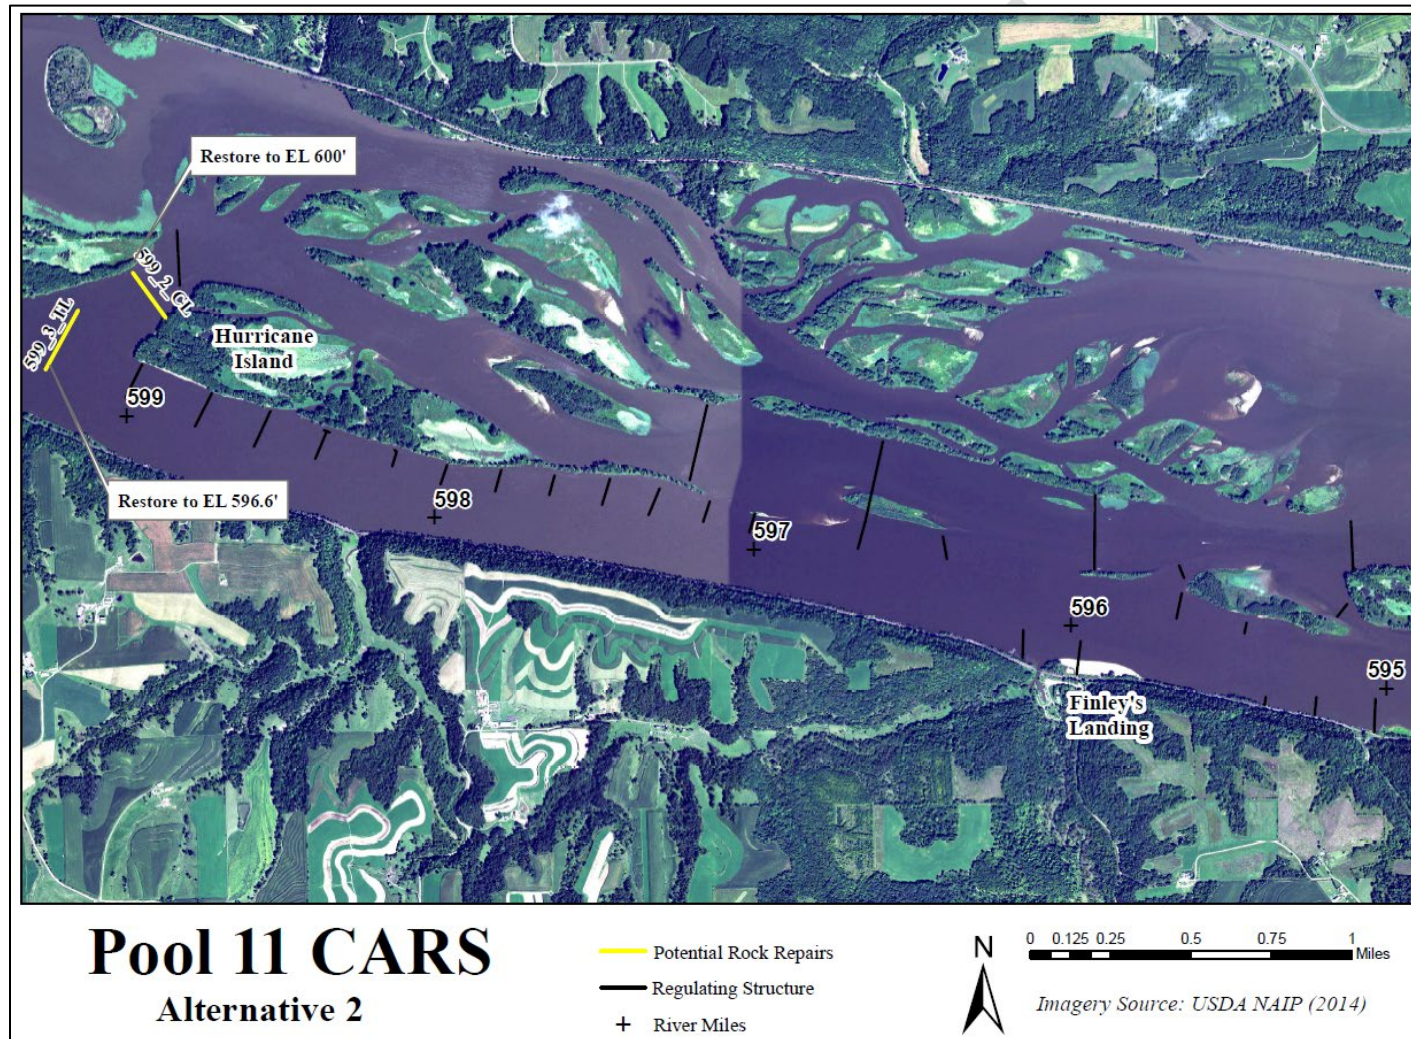 Restore to EL 600'
599_2_CL
599_3_TL
Hurricane
Island
599
Restore to EL 596.6'
598
597
596
595
Finley's
Landing
Pool 11 CARS
Alternative 2
Potential Rock Repairs
Regulating Structure
River Miles
N
0 0.125 0.25 0.5 0.75 1
Miles
Imagery Source: USDA NAIP (2014)